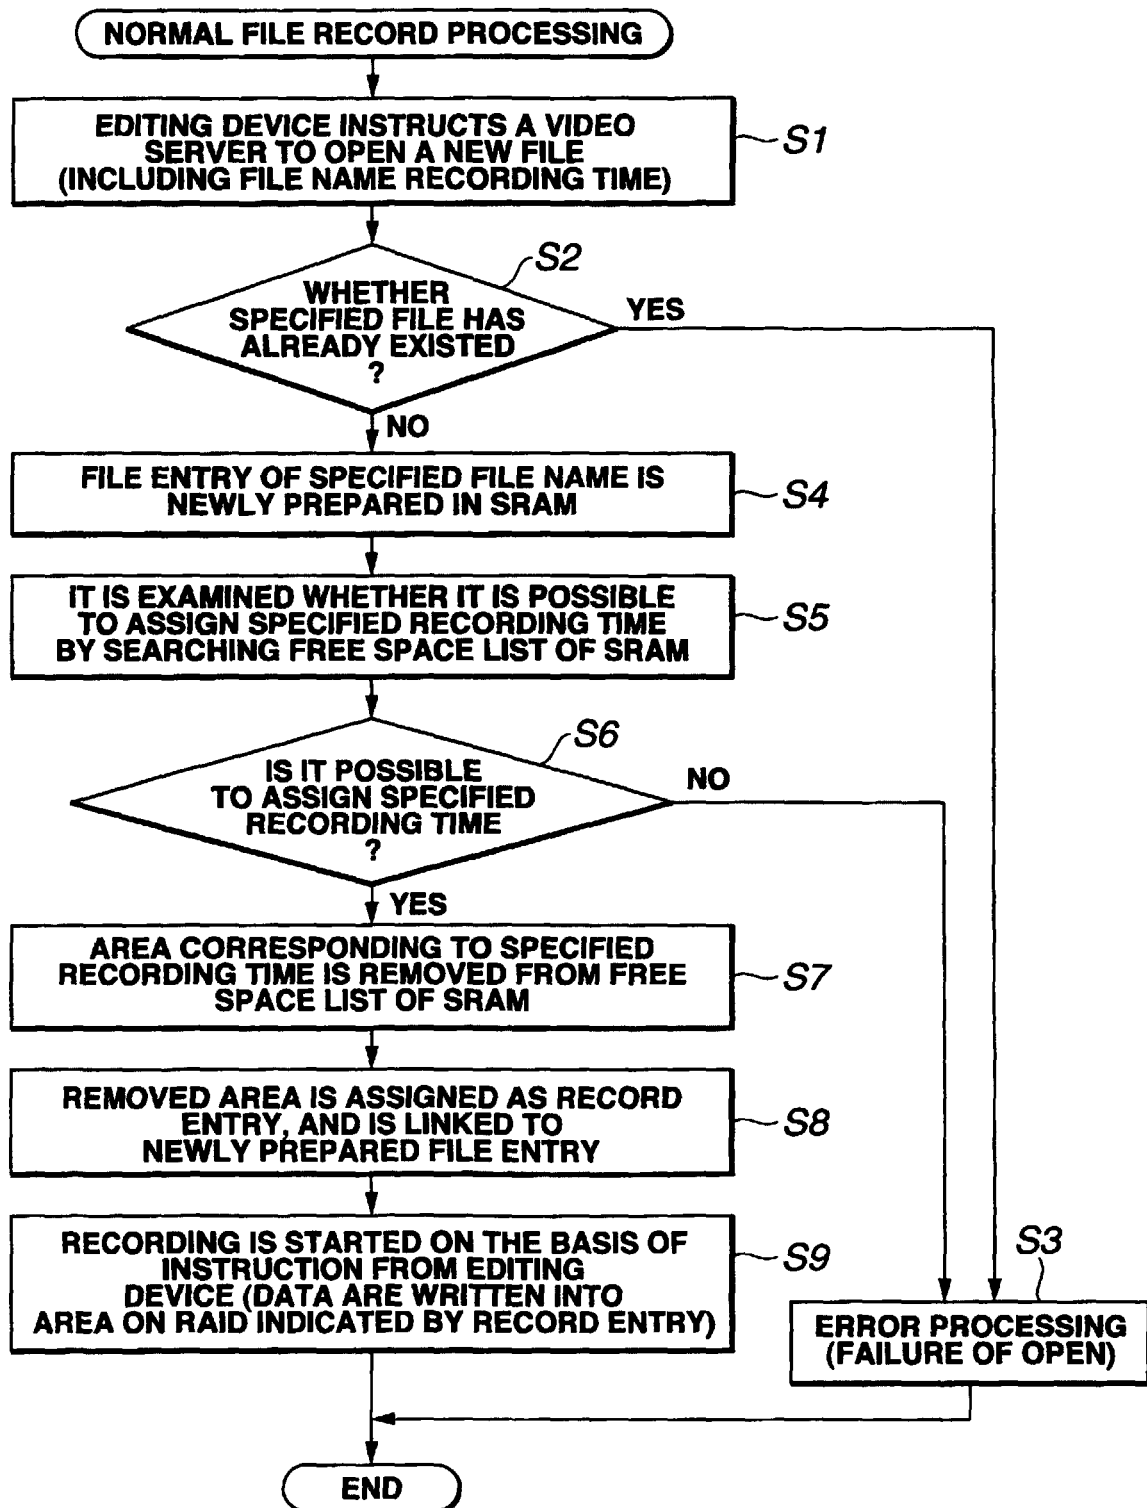 NORMAL FILE RECORD PROCESSING
EDITING DEVICE INSTRUCTS A VIDEO
SERVER TO OPEN A NEW FILE
(INCLUDING FILE NAME RECORDING TIME)
S1
S2
WHETHER
SPECIFIED FILE HAS
ALREADY EXISTED
?
YES
NO
FILE ENTRY OF SPECIFIED FILE NAME IS
NEWLY PREPARED IN SRAM
S4
IT IS EXAMINED WHETHER IT IS POSSIBLE
TO ASSIGN SPECIFIED RECORDING TIME
BY SEARCHING FREE SPACE LIST OF SRAM
S5
S6
IS IT POSSIBLE
TO ASSIGN SPECIFIED
RECORDING TIME
?
NO
YES
AREA CORRESPONDING TO SPECIFIED
RECORDING TIME IS REMOVED FROM FREE
SPACE LIST OF SRAM
S7
REMOVED AREA IS ASSIGNED AS RECORD
ENTRY, AND IS LINKED TO
NEWLY PREPARED FILE ENTRY
S8
RECORDING IS STARTED ON THE BASIS OF
INSTRUCTION FROM EDITING
DEVICE (DATA ARE WRITTEN INTO
AREA ON RAID INDICATED BY RECORD ENTRY)
S9
S3
ERROR PROCESSING
(FAILURE OF OPEN)
END